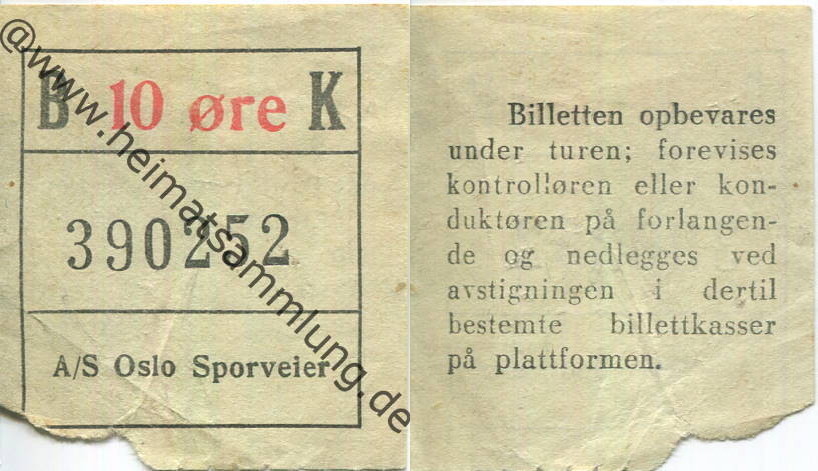 B 10 øre K
390252
A/S Oslo Sporveier
@www.heimatsammlung.de
Billetten opbevares
under turen; forevises
kontrolløren eller kon-
duktøren på forlangen-
de og nedlegges ved
avstigningen i dertil
bestemte billettkasser
på plattformen.